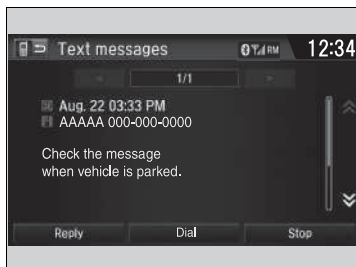 Text messages RM 12:34
1/1
Aug. 22 03:33 PM
AAAAA 000-000-0000
Check the message
when vehicle is parked.
Reply Dial Stop